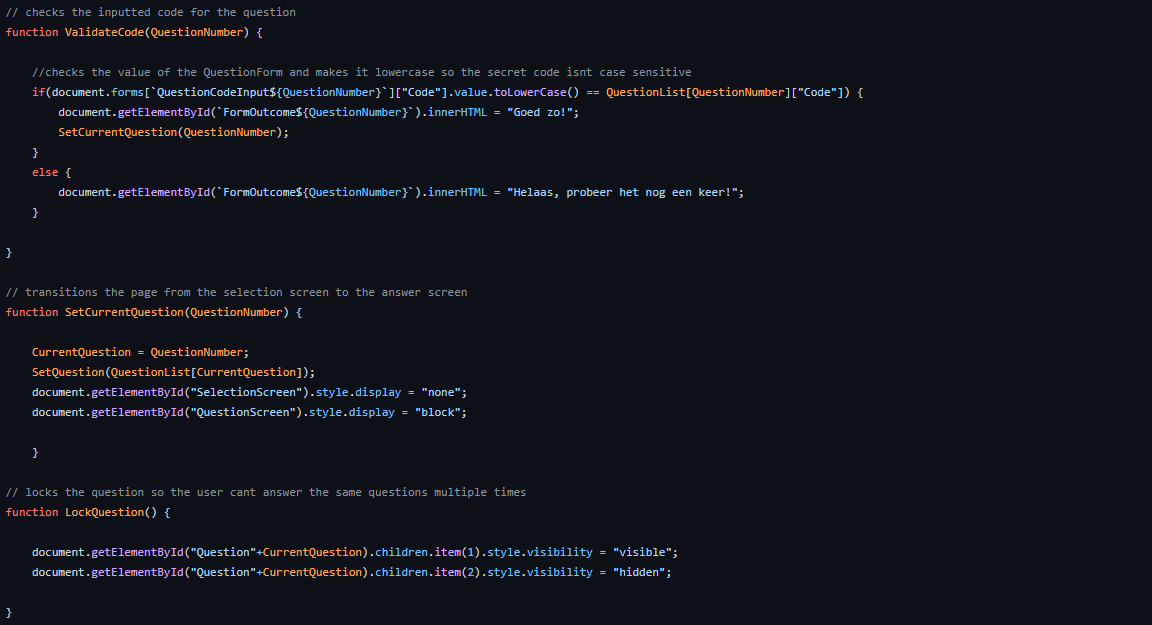 // checks the inputted code for the question
function ValidateCode(QuestionNumber) {
//checks the value of the QuestionForm and makes it lowercase so the secret code isnt case sensitive
if(document.forms[`QuestionCodeInput${QuestionNumber}`]["Code"].value.toLowerCase() == QuestionList[QuestionNumber]["Code"]) {
document.getElementById(`FormOutcome${QuestionNumber}`).innerHTML = "Goed zo!";
SetCurrentQuestion(QuestionNumber);
}
else {
document.getElementById(`FormOutcome${QuestionNumber}`).innerHTML = "Helaas, probeer het nog een keer!";
}
}
// transitions the page from the selection screen to the answer screen
function SetCurrentQuestion(QuestionNumber) {
CurrentQuestion = QuestionNumber;
SetQuestion(QuestionList[CurrentQuestion]);
document.getElementById("SelectionScreen").style.display = "none";
document.getElementById("QuestionScreen").style.display = "block";
}
// locks the question so the user cant answer the same questions multiple times
function LockQuestion() {
document.getElementById("Question"+CurrentQuestion).children.item(1).style.visibility = "visible";
document.getElementById("Question"+CurrentQuestion).children.item(2).style.visibility = "hidden";
}